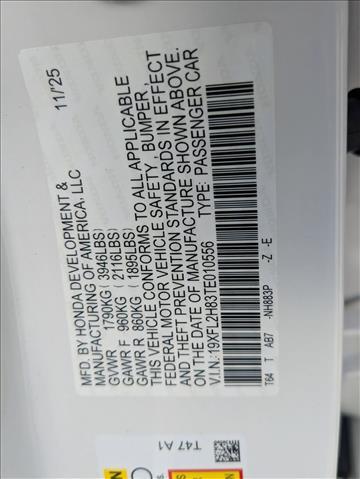 MFD. BY HONDA DEVELOPMENT & 11/25
MANUFACTURING OF AMERICA, LLC
GVWR 1790KG (3946LBS)
GAWR F 960KG (2116LBS)
GAWR R 860KG (1895LBS)
THIS VEHICLE CONFORMS TO ALL APPLICABLE
FEDERAL MOTOR VEHICLE SAFETY, BUMPER,
AND THEFT PREVENTION STANDARDS IN EFFECT
ON THE DATE OF MANUFACTURE SHOWN ABOVE.
V.I.N.:19XFL2H83TE010556 TYPE: PASSENGER CAR
T64 T AB7 -NH883P -Z -E
T47 A1